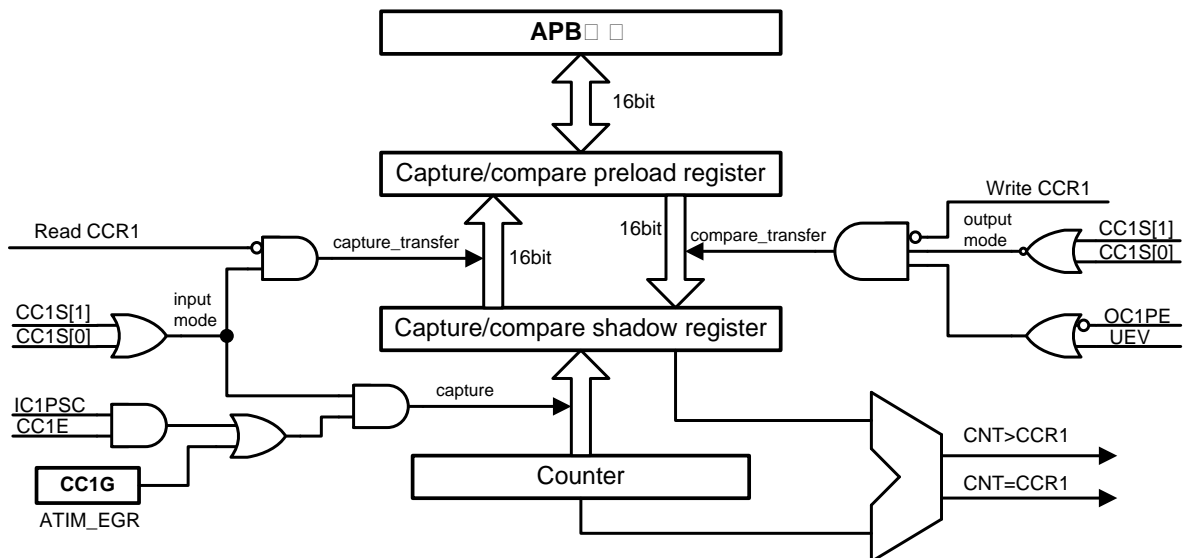 APB
16bit
Capture/compare preload register
Write CCR1
Read CCR1
capture_transfer
16bit
16bit
compare_transfer
output
mode
CC1S[1]
CC1S[0]
CC1S[1]
CC1S[0]
input
mode
Capture/compare shadow register
OC1PE
UEV
IC1PSC
CC1E
capture
CC1G
ATIM_EGR
Counter
CNT>CCR1
CNT=CCR1